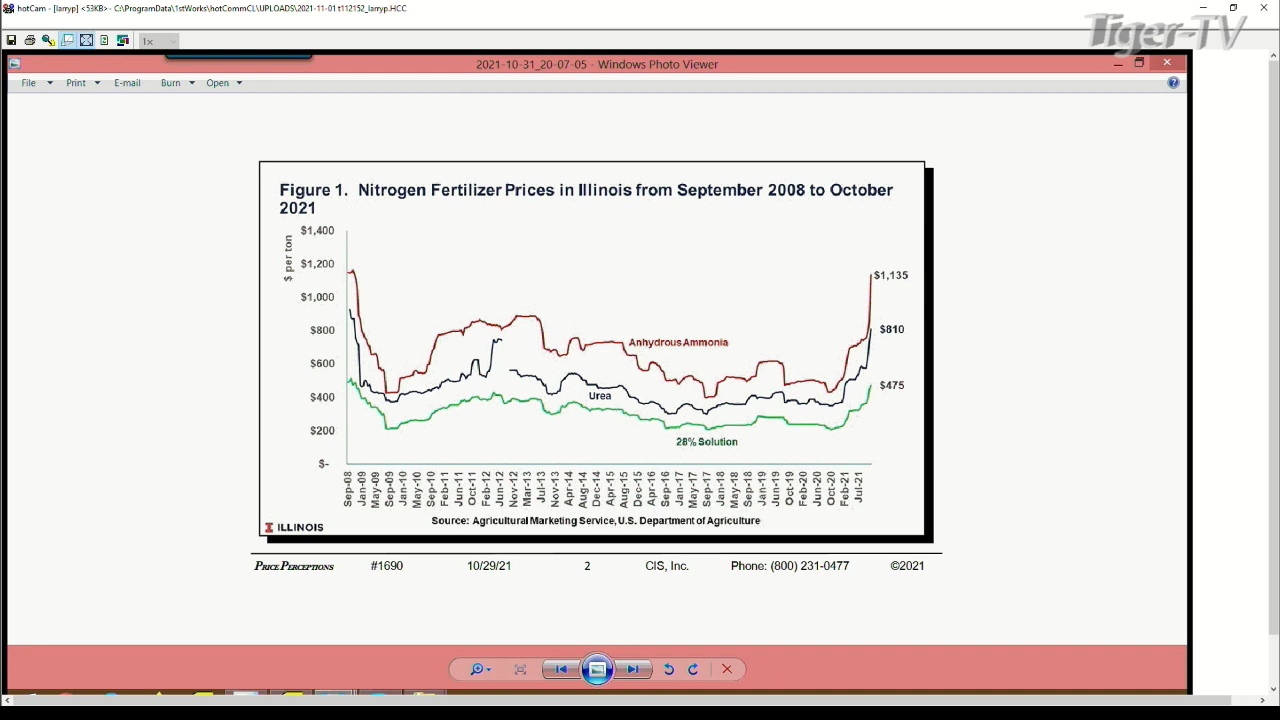 hotCam - [larryp] <53KB> - C:\ProgramData\1stWorks\hotCommCL\UPLOADS\2021-11-01 t112152_larryp.HCC
Tiger-TV
1x
2021-10-31_20-07-05 - Windows Photo Viewer
File Print E-mail Burn Open
Figure 1. Nitrogen Fertilizer Prices in Illinois from September 2008 to October
2021
$ per ton
$1,400
$1,200
$1,000
$800
$600
$400
$200
$-
$1,135
$810
$475
Anhydrous Ammonia
Urea
28% Solution
Sep-08 Jan-09 May-09 Sep-09 Jan-10 May-10 Sep-10 Feb-11 Jun-11 Oct-11 Feb-12 Jun-12 Nov-12 Mar-13 Jul-13 Nov-13 Apr-14 Aug-14 Dec-14 Apr-15 Aug-15 Dec-15 Apr-16 Sep-16 Jan-17 May-17 Sep-17 Jan-18 May-18 Sep-18 Jan-19 Jun-19 Oct-19 Feb-20 Jun-20 Oct-20 Feb-21 Jul-21
Source: Agricultural Marketing Service, U.S. Department of Agriculture
I ILLINOIS
PRICE PERCEPTIONS #1690 10/29/21 2 CIS, Inc. Phone: (800) 231-0477 ©2021